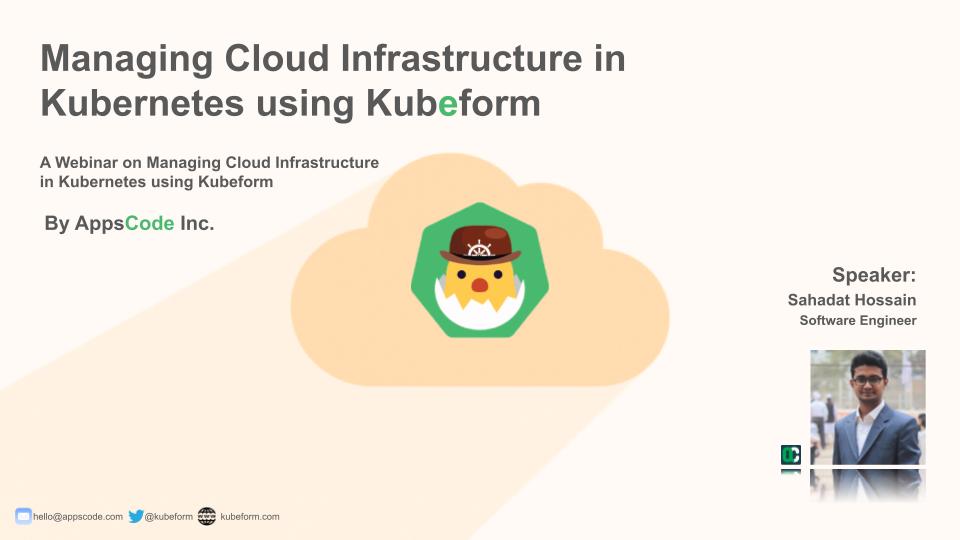 Managing Cloud Infrastructure in
Kubernetes using Kubeform
A Webinar on Managing Cloud Infrastructure
in Kubernetes using Kubeform
By AppsCode Inc.
Speaker:
Sahadat Hossain
Software Engineer
hello@appscode.com @kubeform www kubeform.com